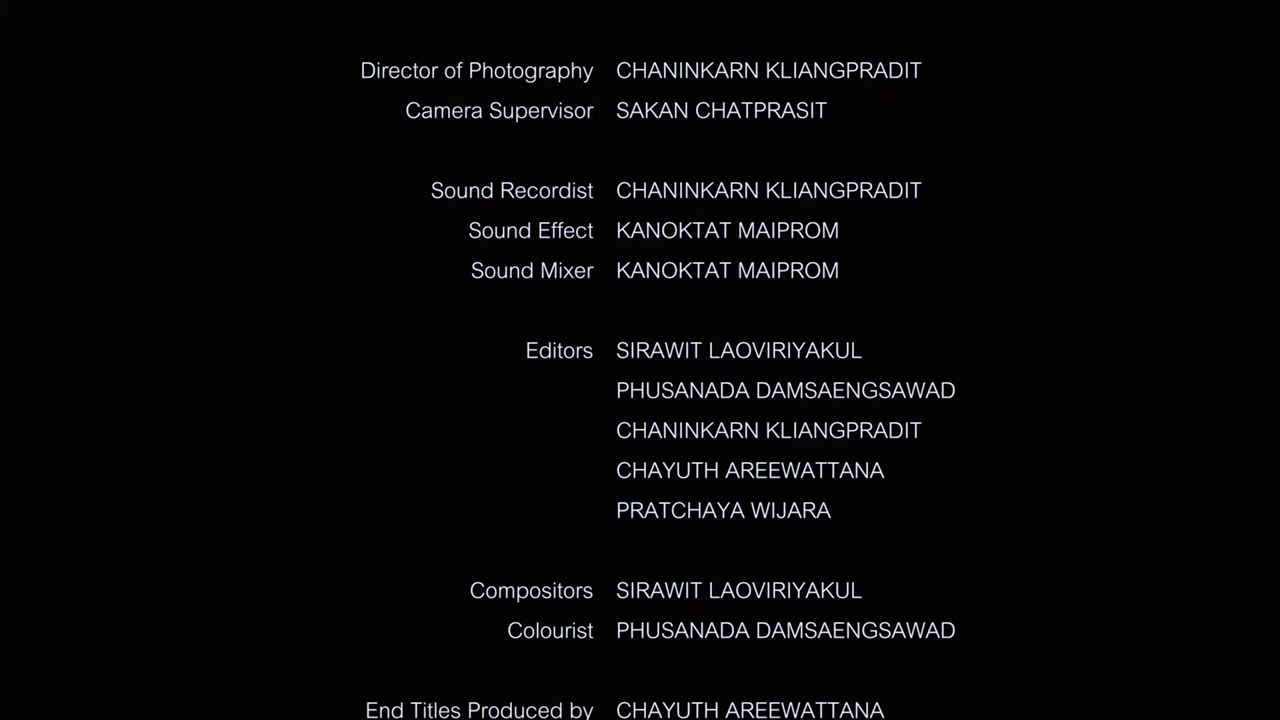 Director of Photography CHANINKARN KLIANGPRADIT
Camera Supervisor SAKAN CHATPRASIT
Sound Recordist CHANINKARN KLIANGPRADIT
Sound Effect KANOKTAT MAIPROM
Sound Mixer KANOKTAT MAIPROM
Editors SIRAWIT LAOVIRIYAKUL
PHUSANADA DAMSAENGSAWAD
CHANINKARN KLIANGPRADIT
CHAYUTH AREEWATTANA
PRATCHAYA WIJARA
Compositors SIRAWIT LAOVIRIYAKUL
Colourist PHUSANADA DAMSAENGSAWAD
End Titles Produced by CHAYUTH AREEWATTANA